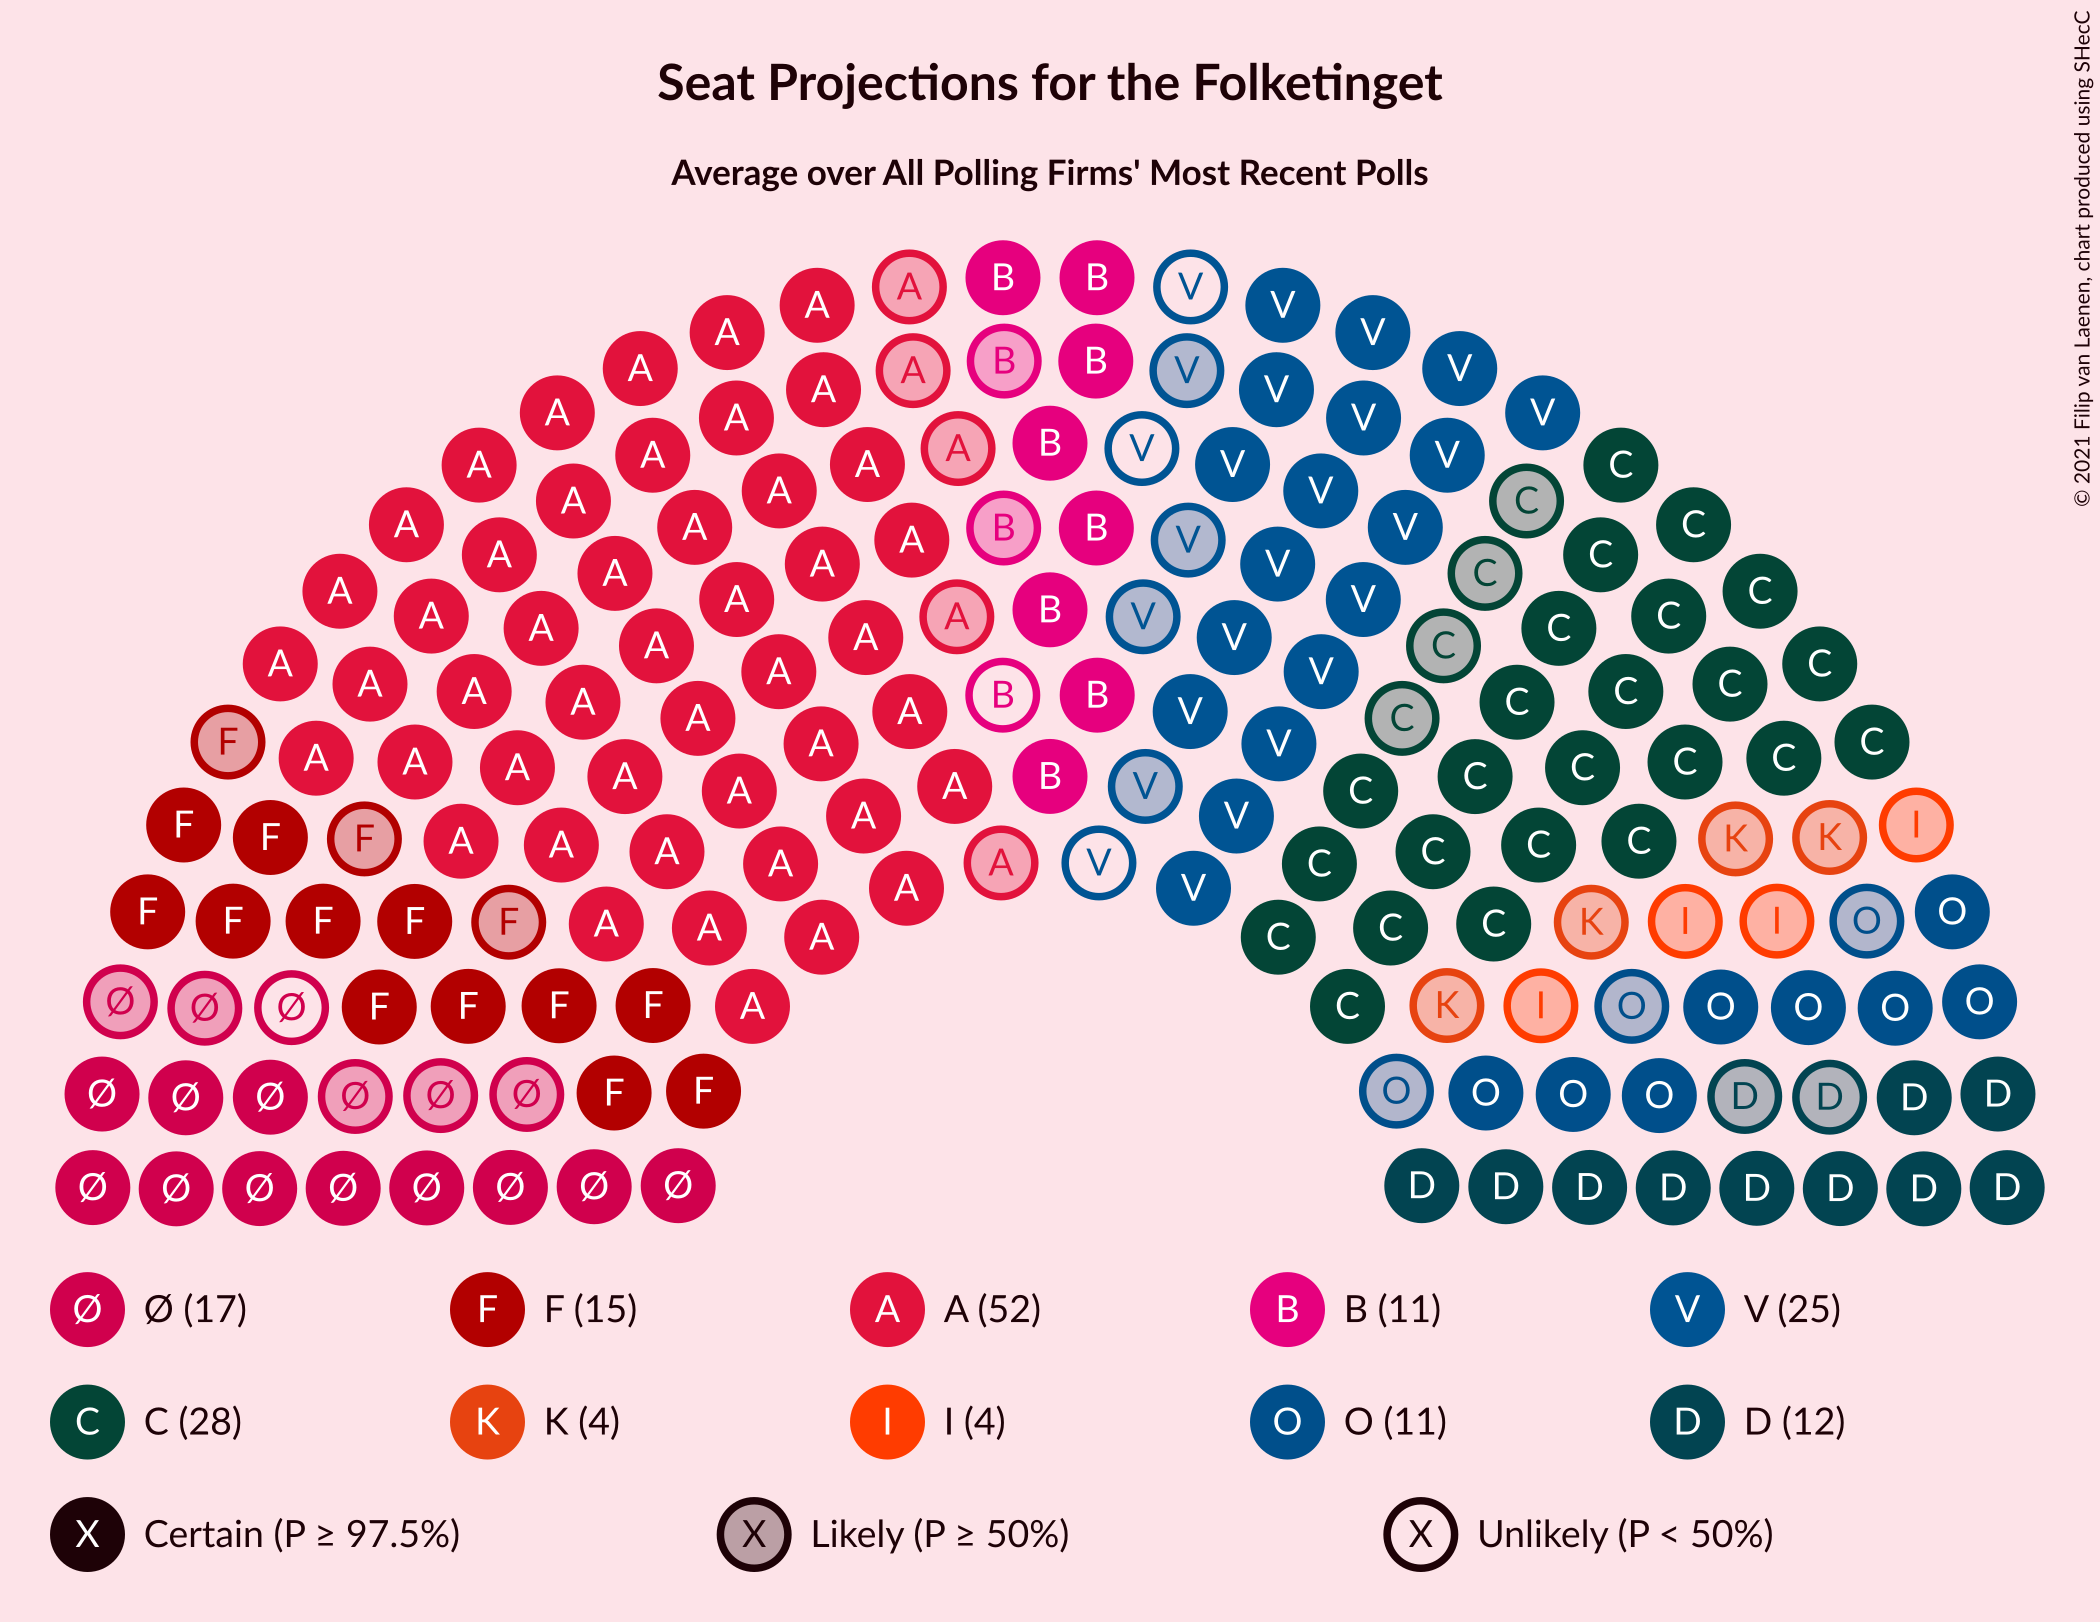 Seat Projections for the Folketinget
Average over All Polling Firms' Most Recent Polls
© 2021 Filip van Laenen, chart produced using SHecC
B B
A V
A V
A V
A B B V V
A A V V
A A V
A A B V V C
A A V
A A V V C
A A B B V C C
A A V V
A A A V C C
A A V V C
A A A B V C C
A A A V V C C
A A A C C C
A A B B V C C
A A A V C C
F A A V C C
A A A C C C
A A A B V C C
A A V C
F F C I
F A A A C C C K K
A A A V V C
F A V O
F F F F A A C C K I I O
A A C C
Ø Ø Ø F F F F A C K I O O O O O
Ø Ø Ø Ø Ø Ø F F O O O O D D D D
Ø Ø Ø Ø Ø Ø Ø Ø D D D D D D D D
Ø Ø (17) F F (15) A A (52) B B (11) V V (25)
C C (28) K K (4) I I (4) O O (11) D D (12)
X Certain (P ≥ 97.5%) X Likely (P ≥ 50%) X Unlikely (P < 50%)